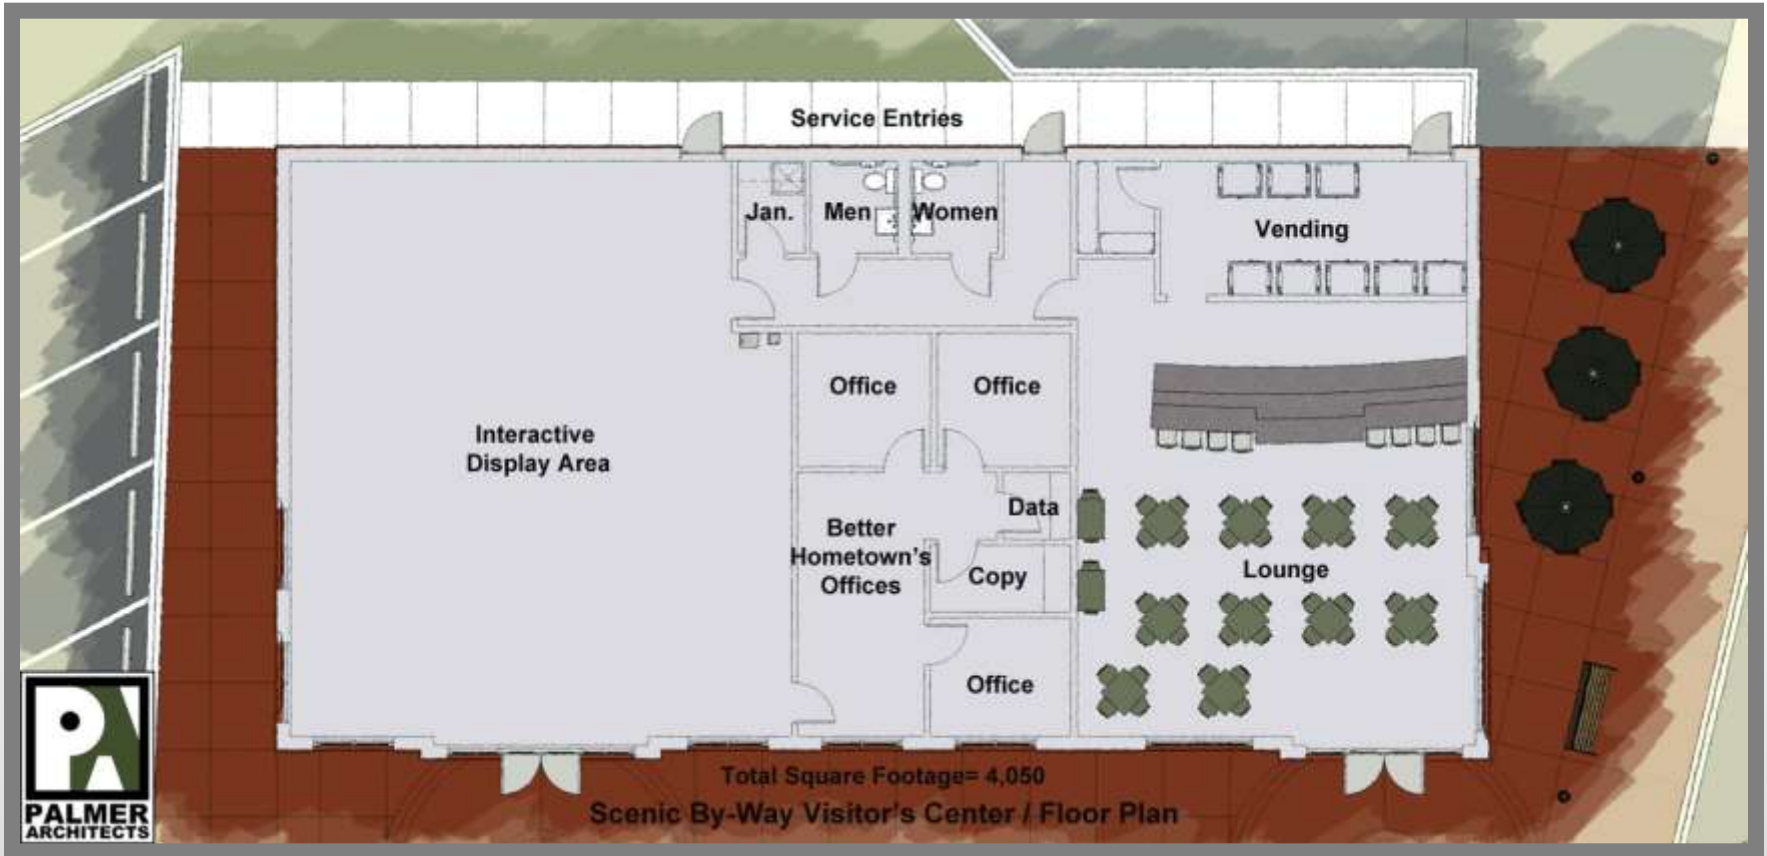 Service Entries
Jan.
Men
Women
Vending
Office
Office
Interactive
Display Area
Data
Better
Hometown's
Offices
Copy
Lounge
Office
PA
PALMER
ARCHITECTS
Total Square Footage= 4,050
Scenic By-Way Visitor's Center / Floor Plan